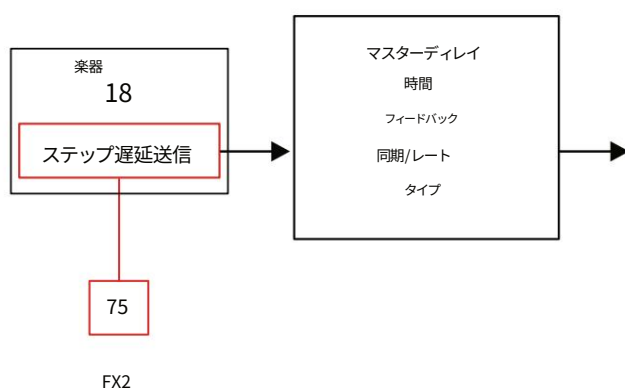 楽器
18
ステップ遅延送信
75
FX2
マスターディレイ
時間
フィードバック
同期/レート
タイプ